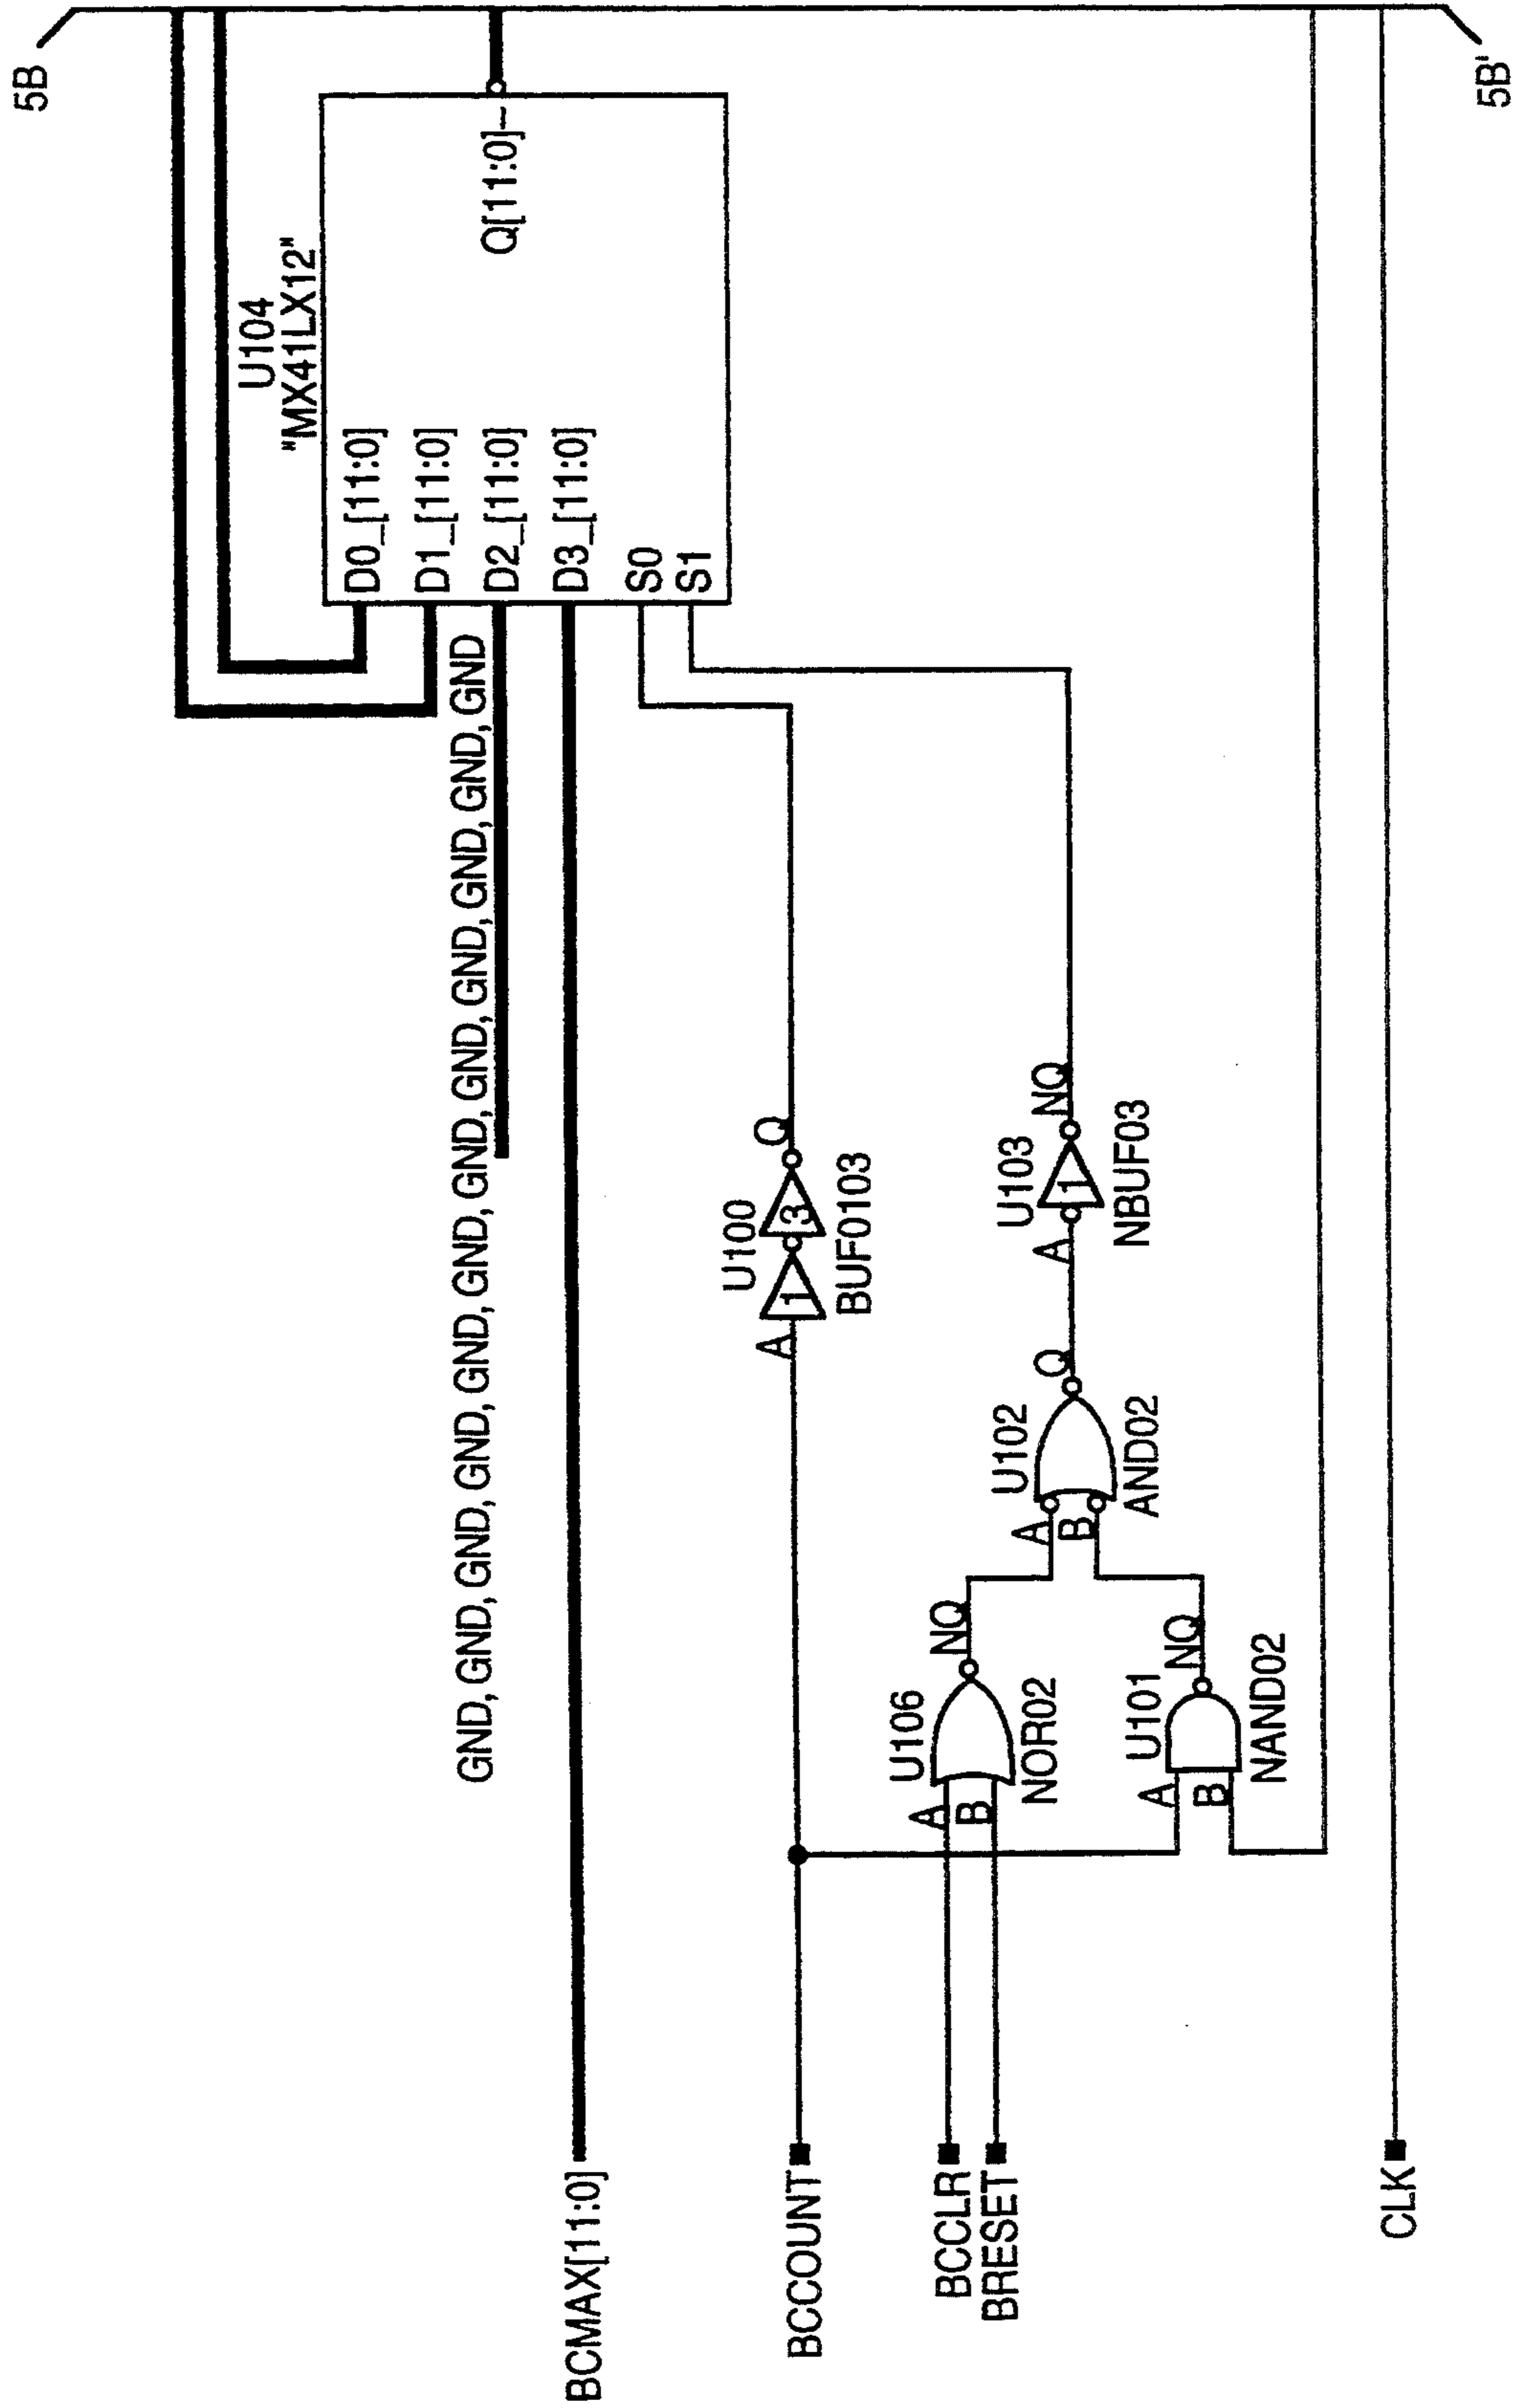 5B
U104
"MX41LX12"
D0_[11:0]
D1_[11:0]
D2_[11:0]
D3_[11:0]
S0
S1
Q[11:0]~
GND, GND, GND, GND, GND, GND, GND, GND, GND, GND, GND, GND
BCMAX[11:0]
U100
A
1
3
Q
BUF0103
BCCOUNT
U106
A
B
NQ
NOR02
BCCLR
BRESET
U102
A
B
Q
AND02
U103
A
1
NQ
NBUF03
U101
A
B
NQ
NAND02
CLK
5B'